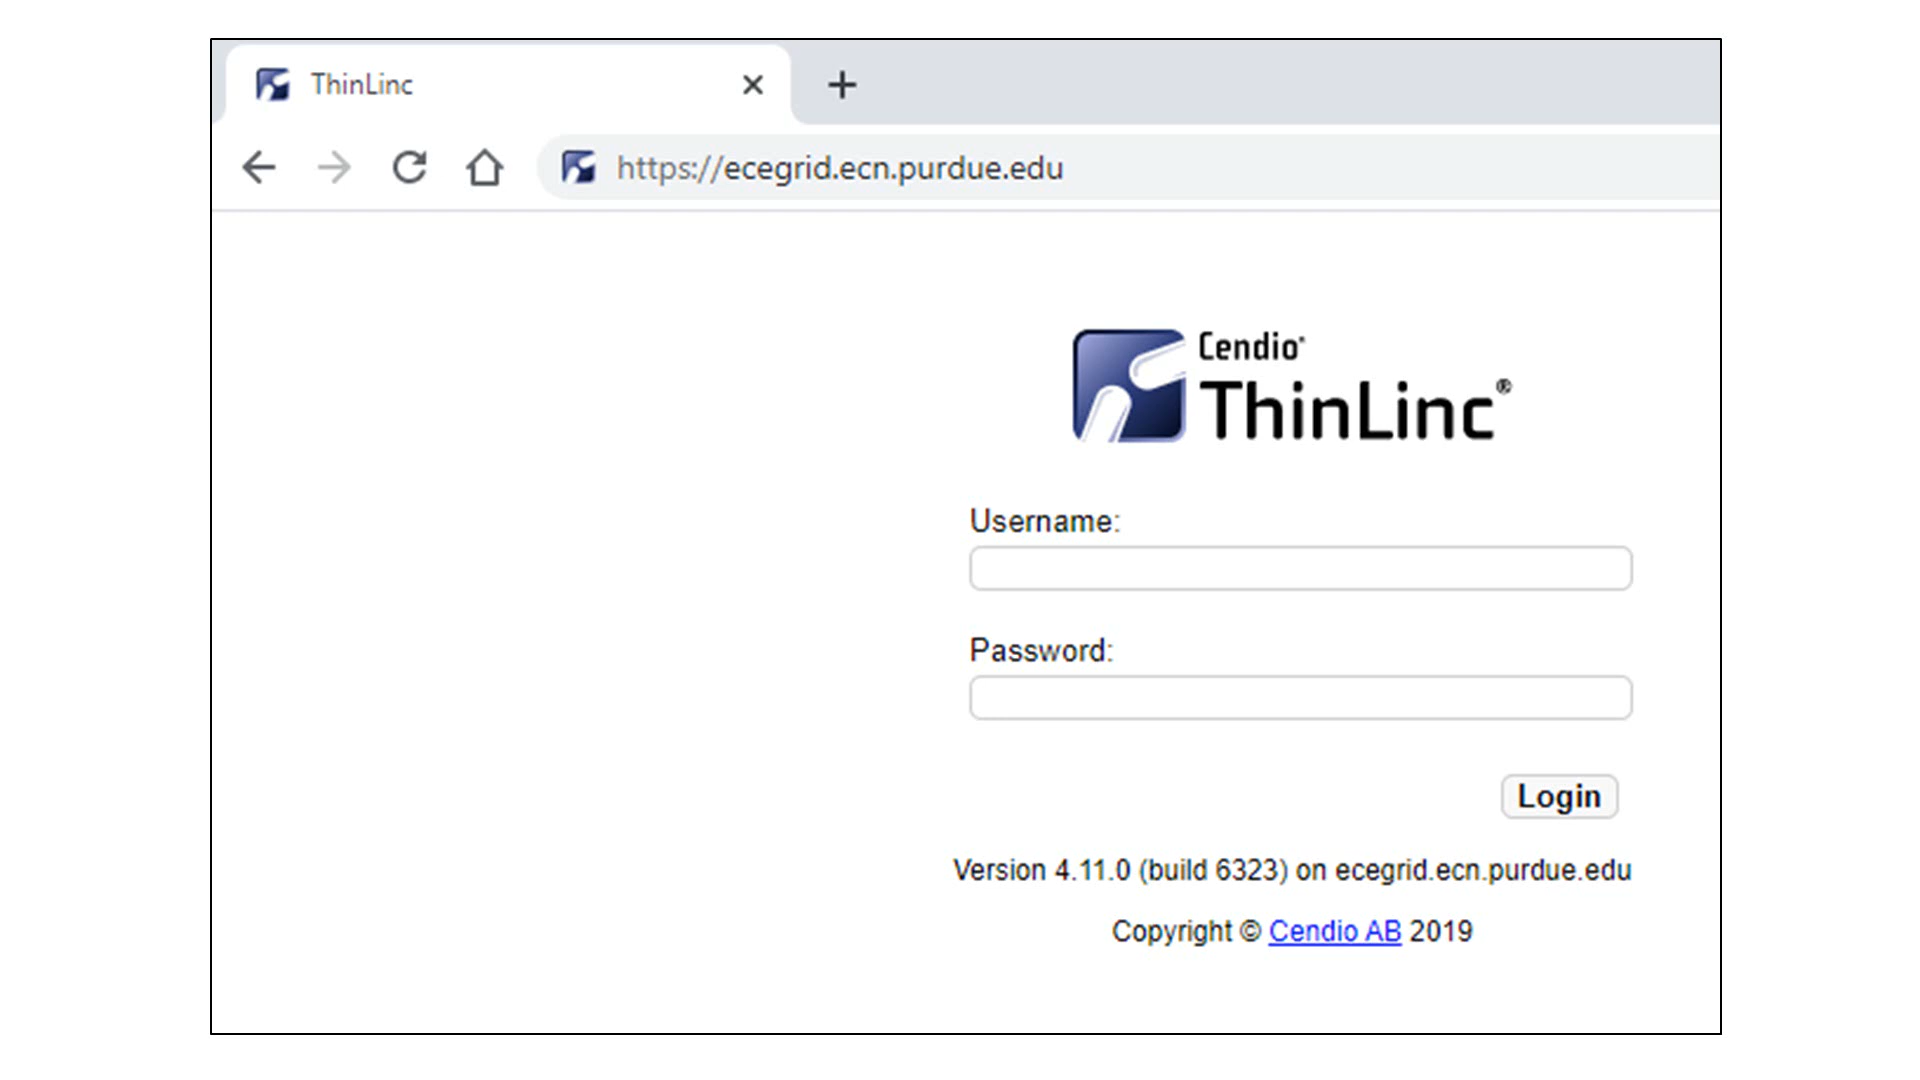 ThinLinc
https://ecegrid.ecn.purdue.edu
Cendio®
ThinLinc®
Username:
Password:
Login
Version 4.11.0 (build 6323) on ecegrid.ecn.purdue.edu
Copyright © Cendio AB 2019